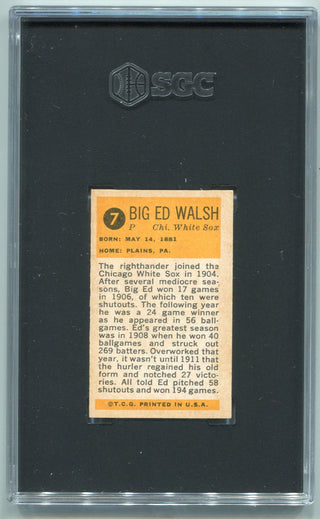 SGC
7 BIG ED WALSH
P Chi. White Sox
BORN: MAY 14, 1881
HOME: PLAINS, PA.
The righthander joined the
Chicago White Sox in 1904.
After several mediocre sea-
sons, Big Ed won 17 games
in 1906, of which ten were
shutouts. The following year
he was a 24 game winner
as he appeared in 56 ball-
games. Ed's greatest season
was in 1908 when he won 40
ballgames and struck out
269 batters. Overworked that
year, it wasn't until 1911 that
the hurler regained his old
form and notched 27 victo-
ries. All told Ed pitched 58
shutouts and won 194 games.
©T.C.G. PRINTED IN U.S.A.